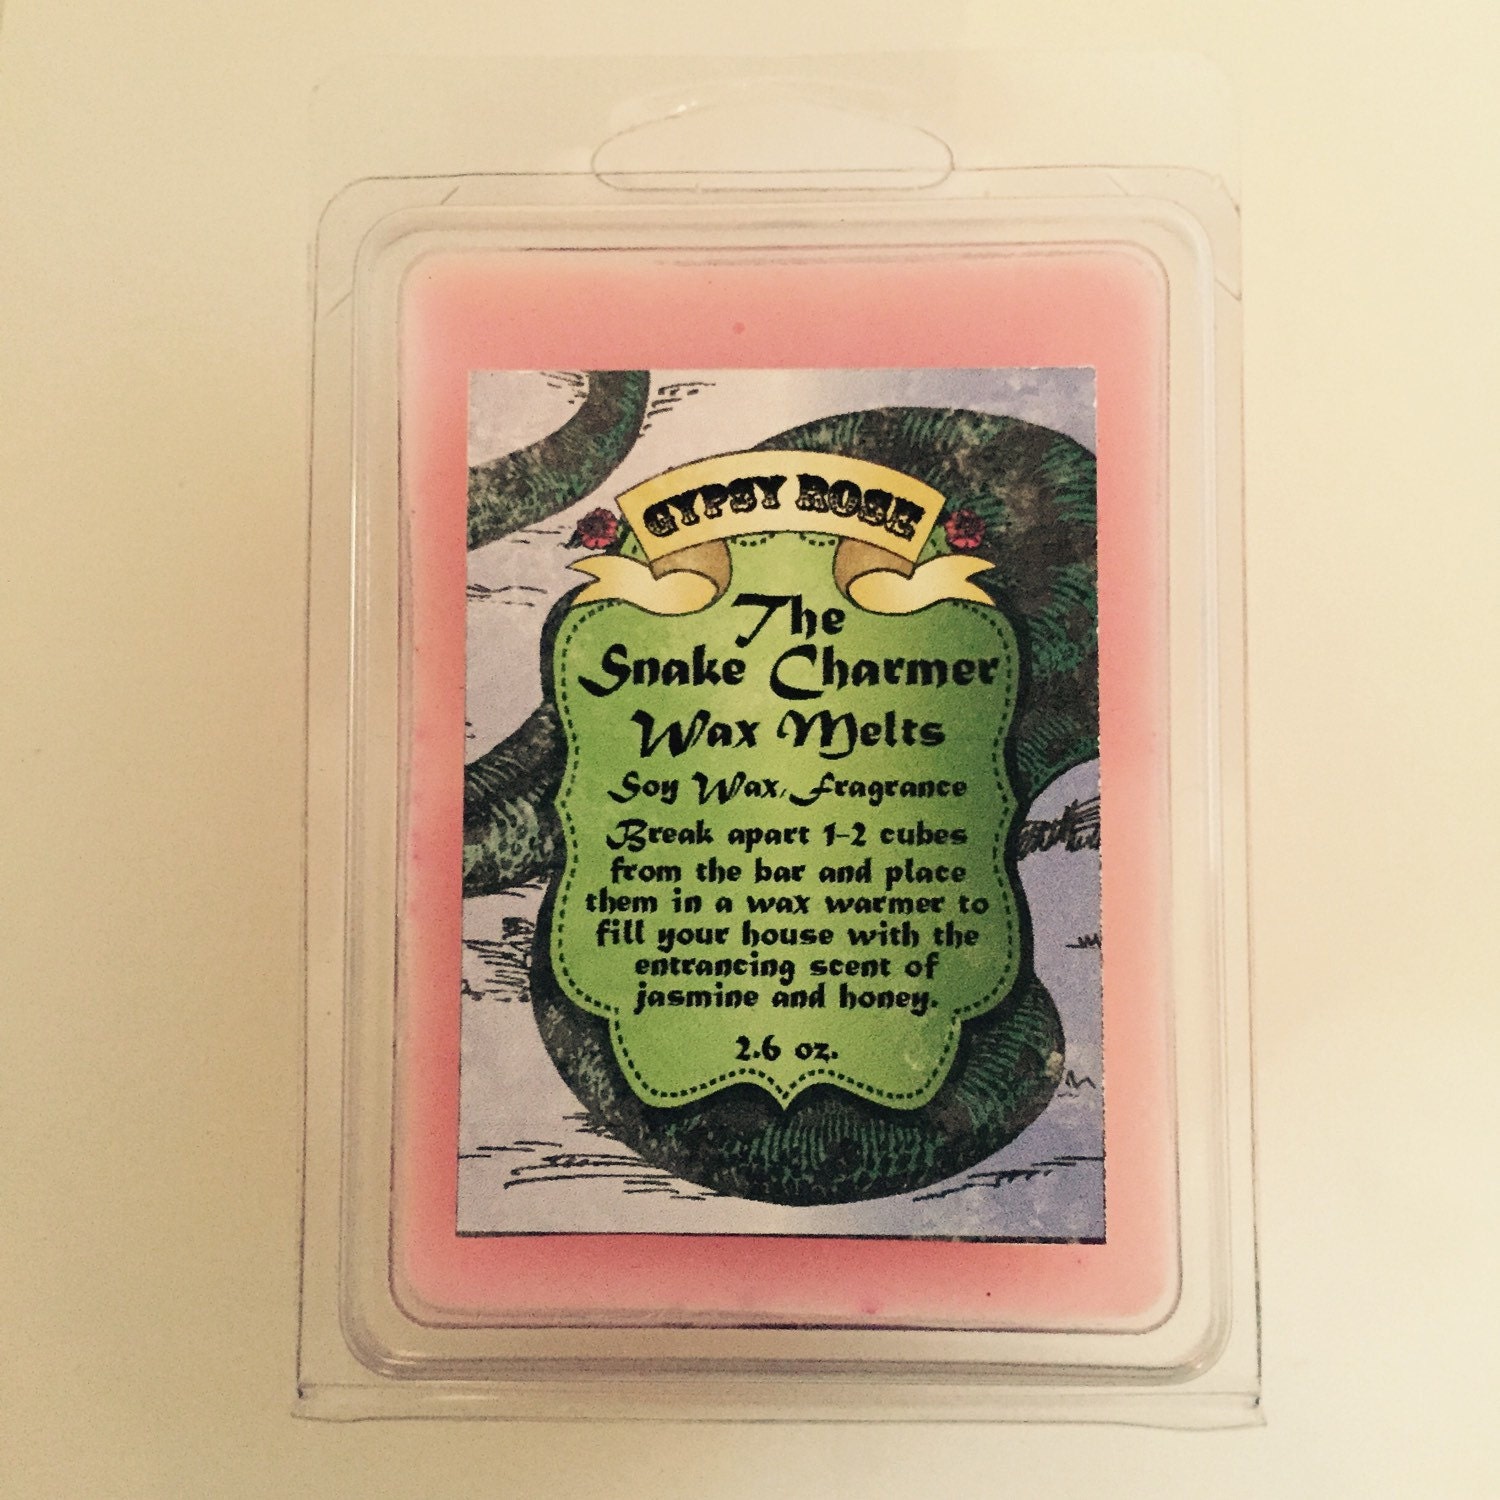 GYPSY ROSE
The
Snake Charmer
Wax Melts
Soy Wax, Fragrance
Break apart 1-2 cubes
from the bar and place
them in a wax warmer to
fill your house with the
entrancing scent of
jasmine and honey.
2.6 oz.